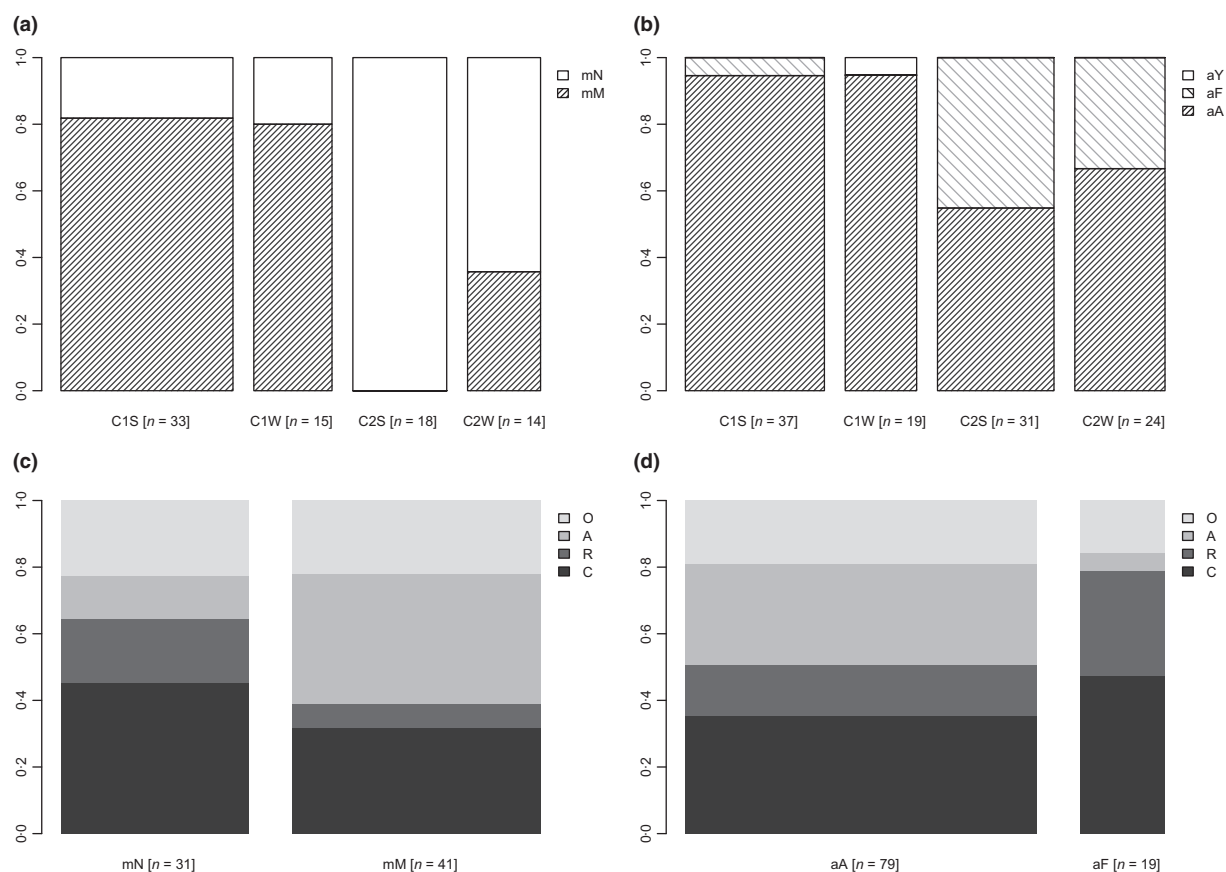 (a)
1·0
0·8
0·6
0·4
0·2
0·0
mN
mM
C1S [n = 33]
C1W [n = 15]
C2S [n = 18]
C2W [n = 14]
(b)
1·0
0·8
0·6
0·4
0·2
0·0
aY
aF
aA
C1S [n = 37]
C1W [n = 19]
C2S [n = 31]
C2W [n = 24]
(c)
1·0
0·8
0·6
0·4
0·2
0·0
O
A
R
C
mN [n = 31]
mM [n = 41]
(d)
1·0
0·8
0·6
0·4
0·2
0·0
O
A
R
C
aA [n = 79]
aF [n = 19]